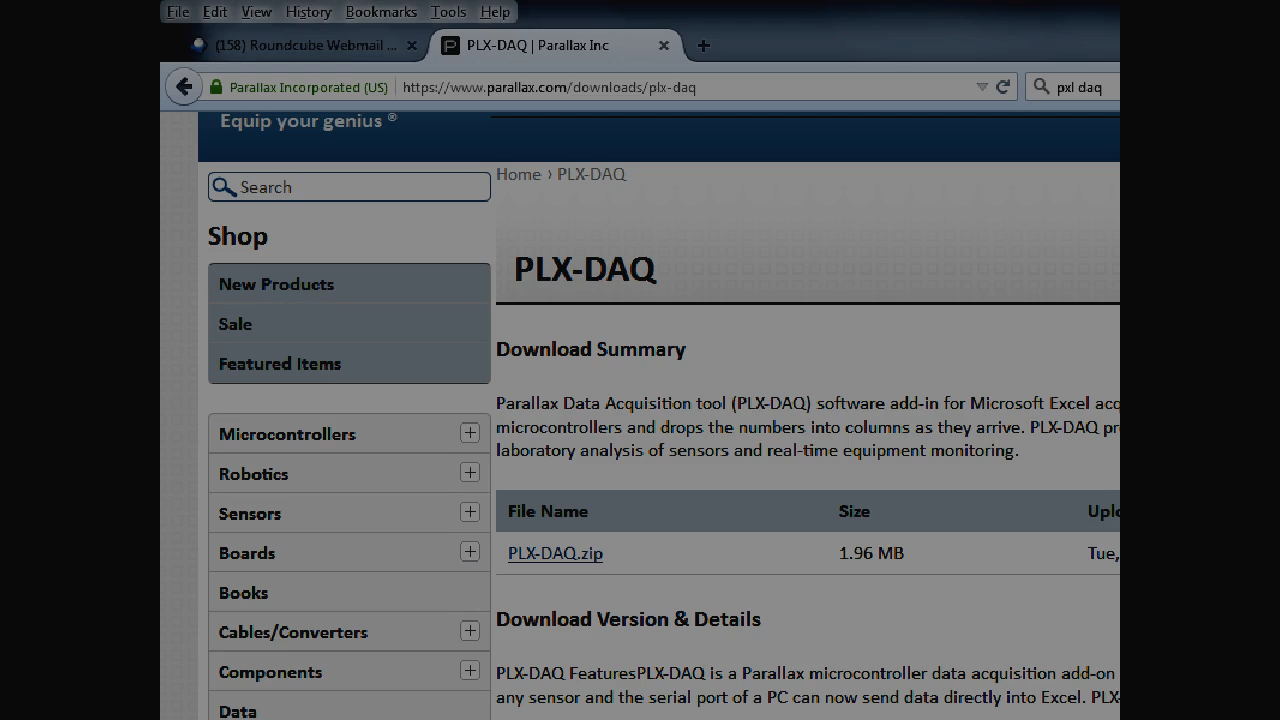 File Edit View History Bookmarks Tools Help
(158) Roundcube Webmail ... PLX-DAQ | Parallax Inc
Parallax Incorporated (US) https://www.parallax.com/downloads/plx-daq pxl daq
Equip your genius ®
Search
Home › PLX-DAQ
Shop
PLX-DAQ
New Products
Sale
Featured Items
Download Summary
Parallax Data Acquisition tool (PLX-DAQ) software add-in for Microsoft Excel acq
microcontrollers and drops the numbers into columns as they arrive. PLX-DAQ pr
laboratory analysis of sensors and real-time equipment monitoring.
Microcontrollers
Robotics
Sensors
Boards
Books
Cables/Converters
Components
Data
File Name Size Uplo
PLX-DAQ.zip 1.96 MB Tue,
Download Version & Details
PLX-DAQ FeaturesPLX-DAQ is a Parallax microcontroller data acquisition add-on
any sensor and the serial port of a PC can now send data directly into Excel. PLX-